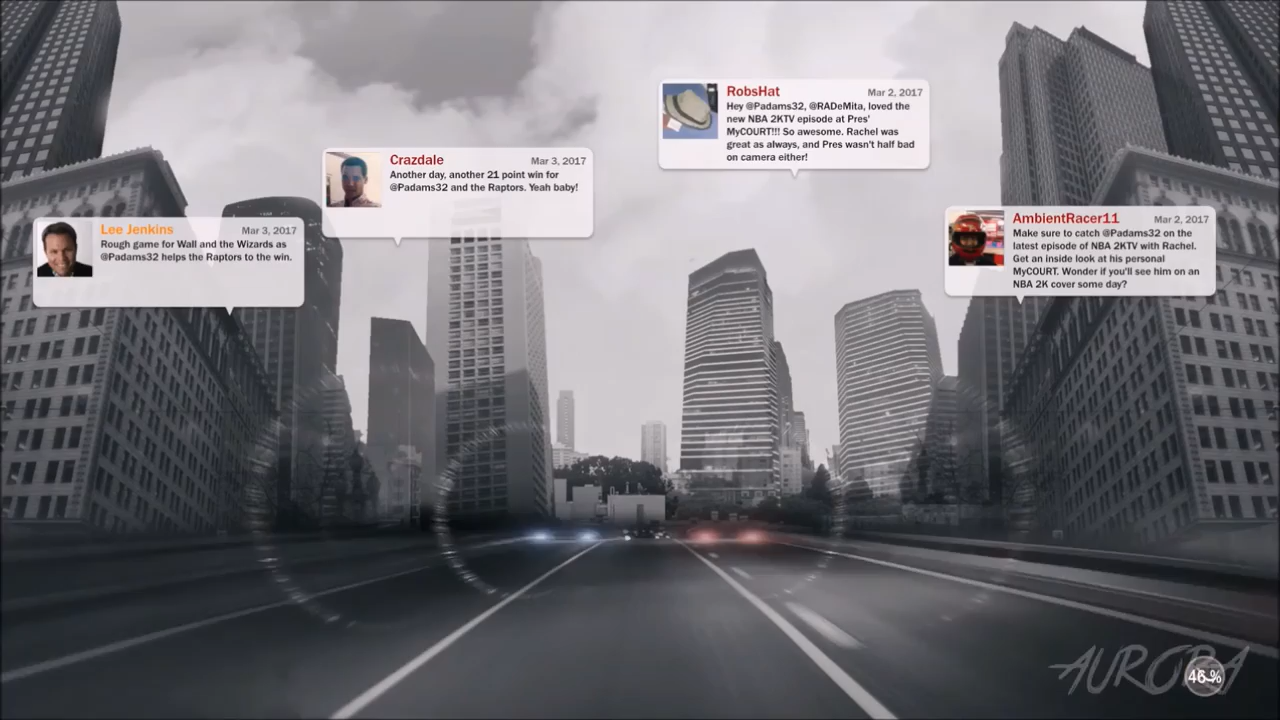 RobsHat Mar 2, 2017
Hey @Padams32, @RADeMita, loved the
new NBA 2KTV episode at Pres'
MyCOURT!!! So awesome. Rachel was
great as always, and Pres wasn't half bad
on camera either!
Crazdale Mar 3, 2017
Another day, another 21 point win for
@Padams32 and the Raptors. Yeah baby!
Lee Jenkins Mar 3, 2017
Rough game for Wall and the Wizards as
@Padams32 helps the Raptors to the win.
AmbientRacer11 Mar 2, 2017
Make sure to catch @Padams32 on the
latest episode of NBA 2KTV with Rachel.
Get an inside look at his personal
MyCOURT. Wonder if you'll see him on an
NBA 2K cover some day?
AURORA
46%